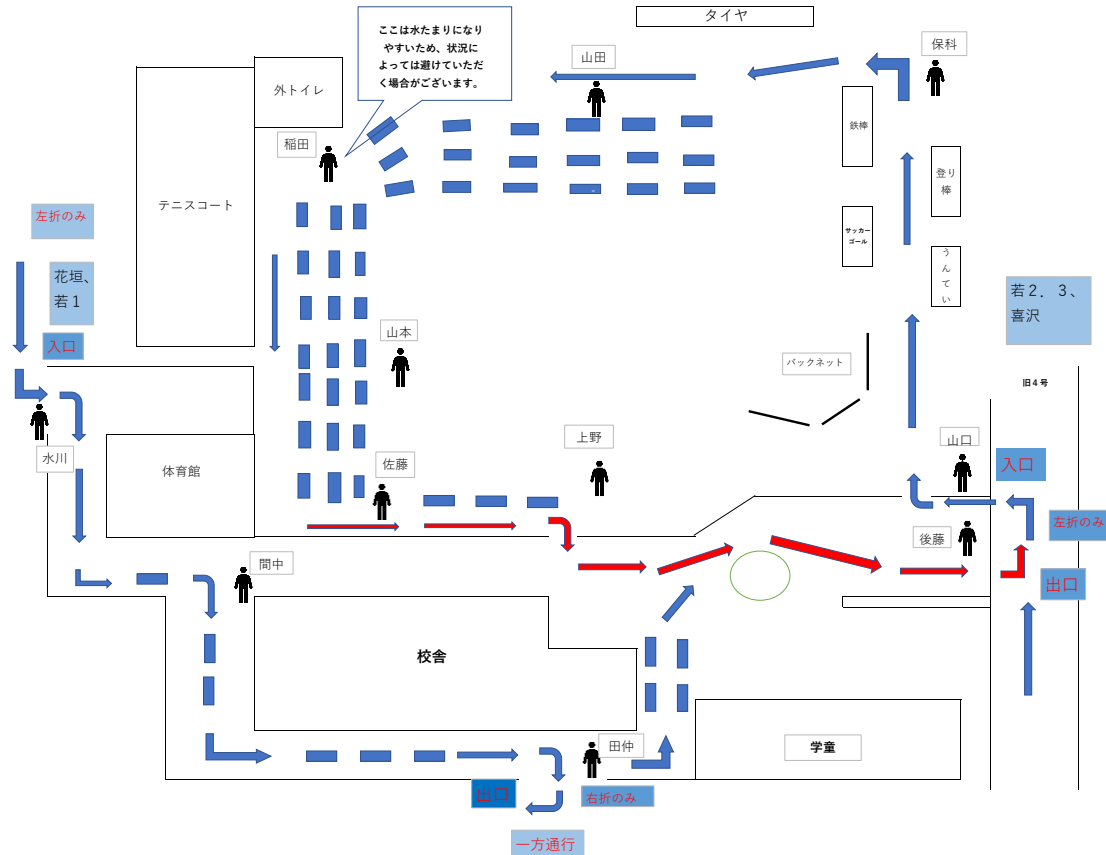 タイヤ
ここは水たまりになり
やすいため、状況に
よっては避けていただ
く場合がございます。
山田
保科
外トイレ
鉄棒
稲田
登り
棒
テニスコート
左折のみ
サッカー
ゴール
うんてい
花垣、
若１
若２．３、
喜沢
入口
山本
バックネット
旧４号
水川
体育館
佐藤
上野
山口
入口
後藤
左折のみ
間中
出口
校舎
田仲
学童
出口
右折のみ
一方通行